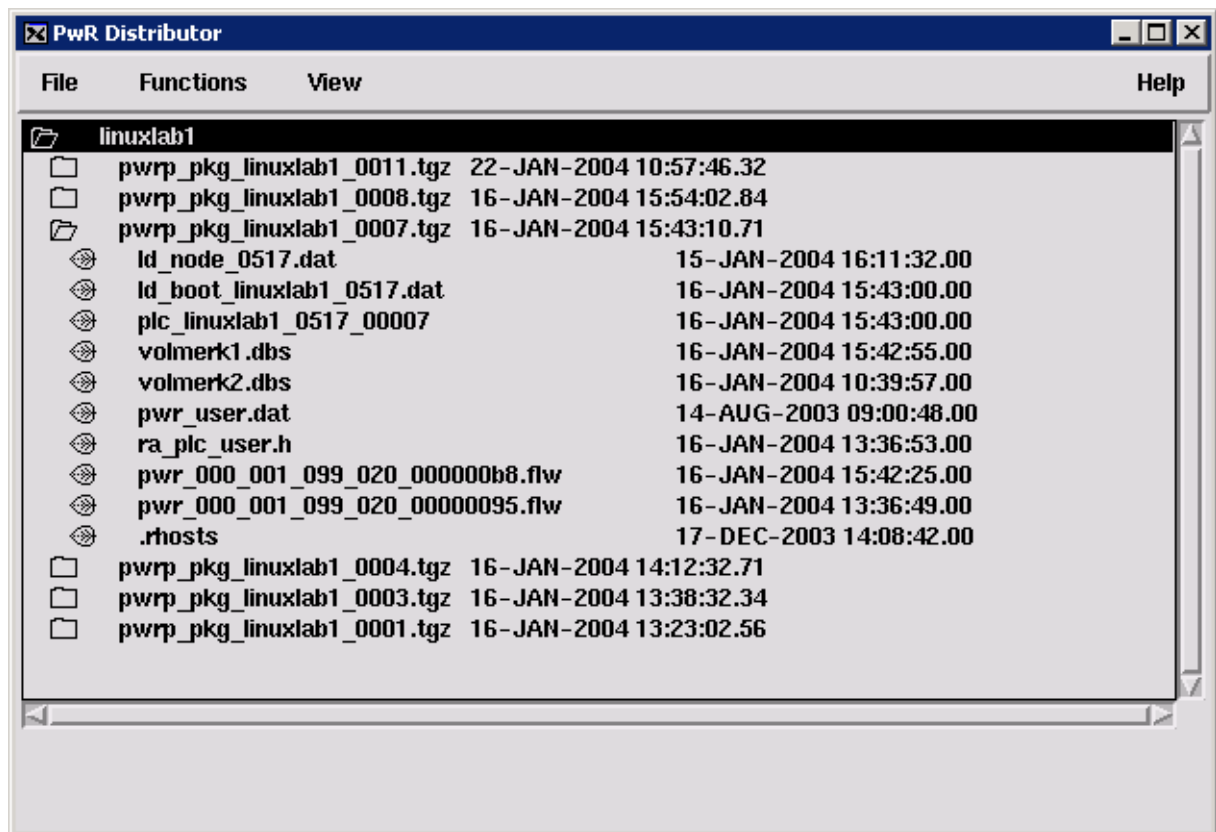 PwR Distributor
File Functions View Help
linuxlab1
pwrp_pkg_linuxlab1_0011.tgz 22-JAN-2004 10:57:46.32
pwrp_pkg_linuxlab1_0008.tgz 16-JAN-2004 15:54:02.84
pwrp_pkg_linuxlab1_0007.tgz 16-JAN-2004 15:43:10.71
ld_node_0517.dat 15-JAN-2004 16:11:32.00
ld_boot_linuxlab1_0517.dat 16-JAN-2004 15:43:00.00
plc_linuxlab1_0517_00007 16-JAN-2004 15:43:00.00
volmerk1.dbs 16-JAN-2004 15:42:55.00
volmerk2.dbs 16-JAN-2004 10:39:57.00
pwr_user.dat 14-AUG-2003 09:00:48.00
ra_plc_user.h 16-JAN-2004 13:36:53.00
pwr_000_001_099_020_000000b8.flw 16-JAN-2004 15:42:25.00
pwr_000_001_099_020_00000095.flw 16-JAN-2004 13:36:49.00
.rhosts 17-DEC-2003 14:08:42.00
pwrp_pkg_linuxlab1_0004.tgz 16-JAN-2004 14:12:32.71
pwrp_pkg_linuxlab1_0003.tgz 16-JAN-2004 13:38:32.34
pwrp_pkg_linuxlab1_0001.tgz 16-JAN-2004 13:23:02.56